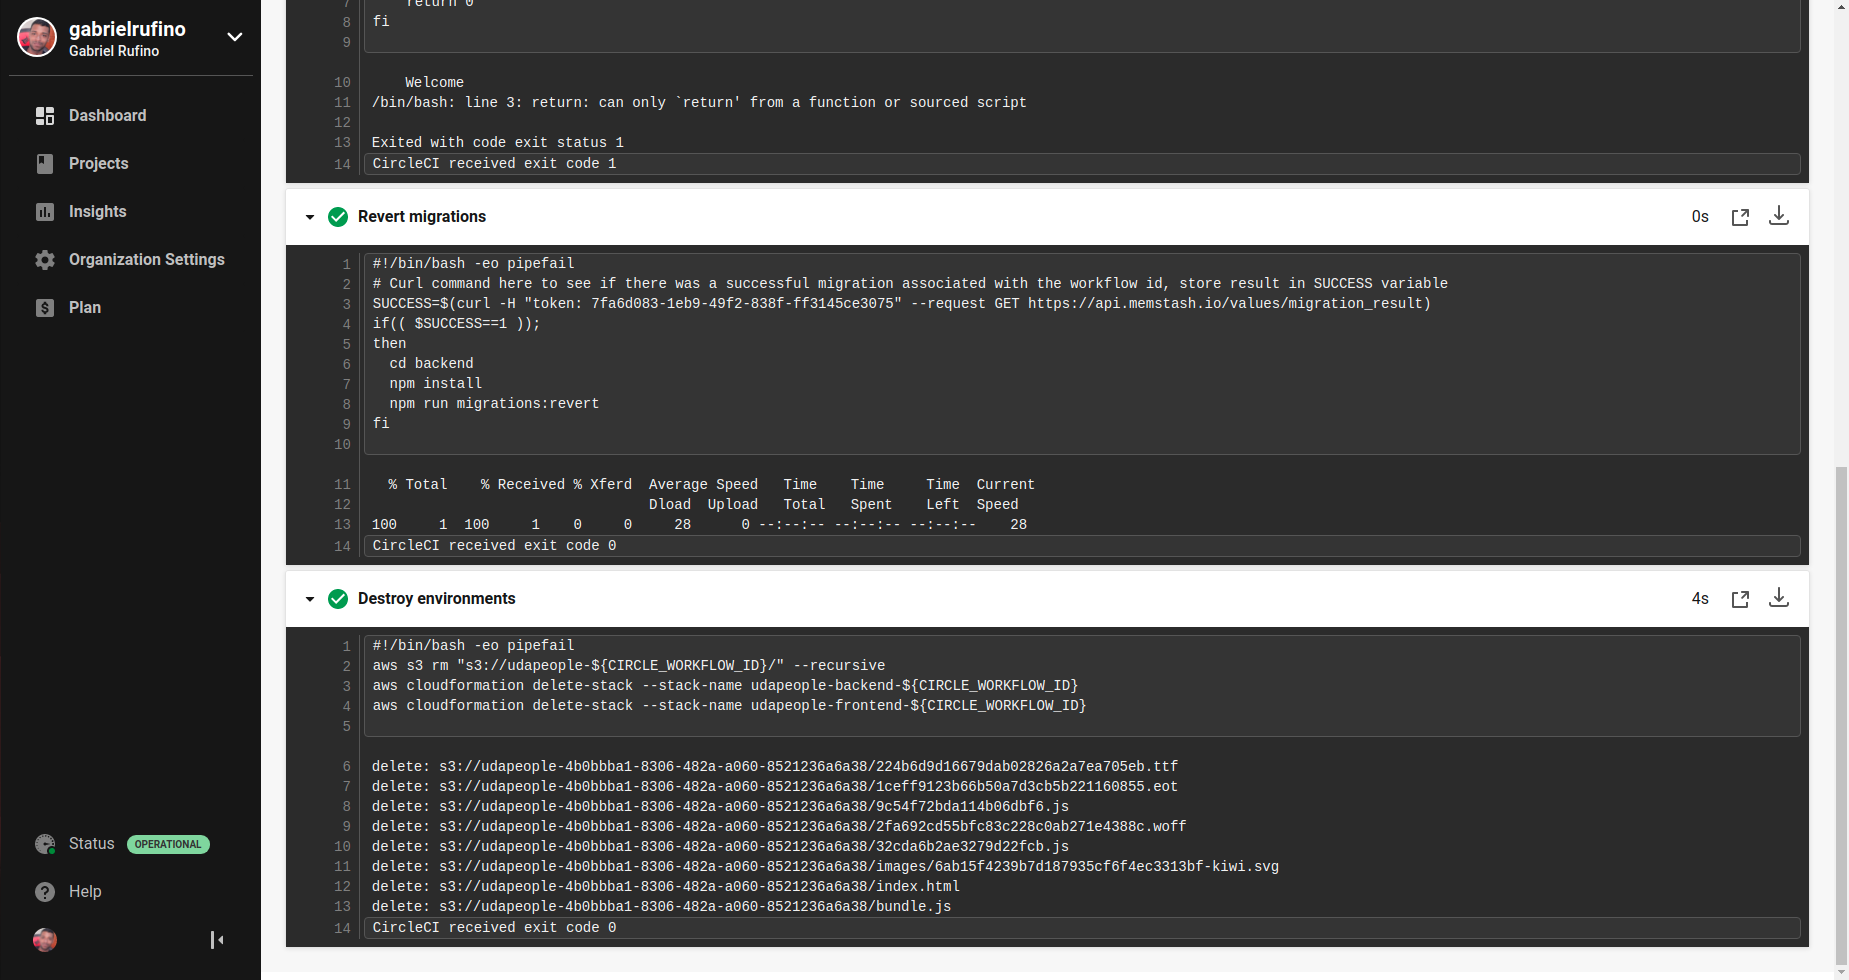 gabrielrufino
Gabriel Rufino
Dashboard
Projects
Insights
Organization Settings
Plan
Status OPERATIONAL
Help
7 return 0
8 fi
9
10 Welcome
11 /bin/bash: line 3: return: can only `return' from a function or sourced script
12
13 Exited with code exit status 1
14 CircleCI received exit code 1
Revert migrations 0s
1 #!/bin/bash -eo pipefail
2 # Curl command here to see if there was a successful migration associated with the workflow id, store result in SUCCESS variable
3 SUCCESS=$(curl -H "token: 7fa6d083-1eb9-49f2-838f-ff3145ce3075" --request GET https://api.memstash.io/values/migration_result)
4 if(( $SUCCESS==1 ));
5 then
6 cd backend
7 npm install
8 npm run migrations:revert
9 fi
10
11 % Total % Received % Xferd Average Speed Time Time Time Current
12 Dload Upload Total Spent Left Speed
13 100 1 100 1 0 0 28 0 --:--:-- --:--:-- --:--:-- 28
14 CircleCI received exit code 0
Destroy environments 4s
1 #!/bin/bash -eo pipefail
2 aws s3 rm "s3://udapeople-${CIRCLE_WORKFLOW_ID}/" --recursive
3 aws cloudformation delete-stack --stack-name udapeople-backend-${CIRCLE_WORKFLOW_ID}
4 aws cloudformation delete-stack --stack-name udapeople-frontend-${CIRCLE_WORKFLOW_ID}
5
6 delete: s3://udapeople-4b0bbba1-8306-482a-a060-8521236a6a38/224b6d9d16679dab02826a2a7ea705eb.ttf
7 delete: s3://udapeople-4b0bbba1-8306-482a-a060-8521236a6a38/1ceff9123b66b50a7d3cb5b221160855.eot
8 delete: s3://udapeople-4b0bbba1-8306-482a-a060-8521236a6a38/9c54f72bda114b06dbf6.js
9 delete: s3://udapeople-4b0bbba1-8306-482a-a060-8521236a6a38/2fa692cd55bfc83c228c0ab271e4388c.woff
10 delete: s3://udapeople-4b0bbba1-8306-482a-a060-8521236a6a38/32cda6b2ae3279d22fcb.js
11 delete: s3://udapeople-4b0bbba1-8306-482a-a060-8521236a6a38/images/6ab15f4239b7d187935cf6f4ec3313bf-kiwi.svg
12 delete: s3://udapeople-4b0bbba1-8306-482a-a060-8521236a6a38/index.html
13 delete: s3://udapeople-4b0bbba1-8306-482a-a060-8521236a6a38/bundle.js
14 CircleCI received exit code 0